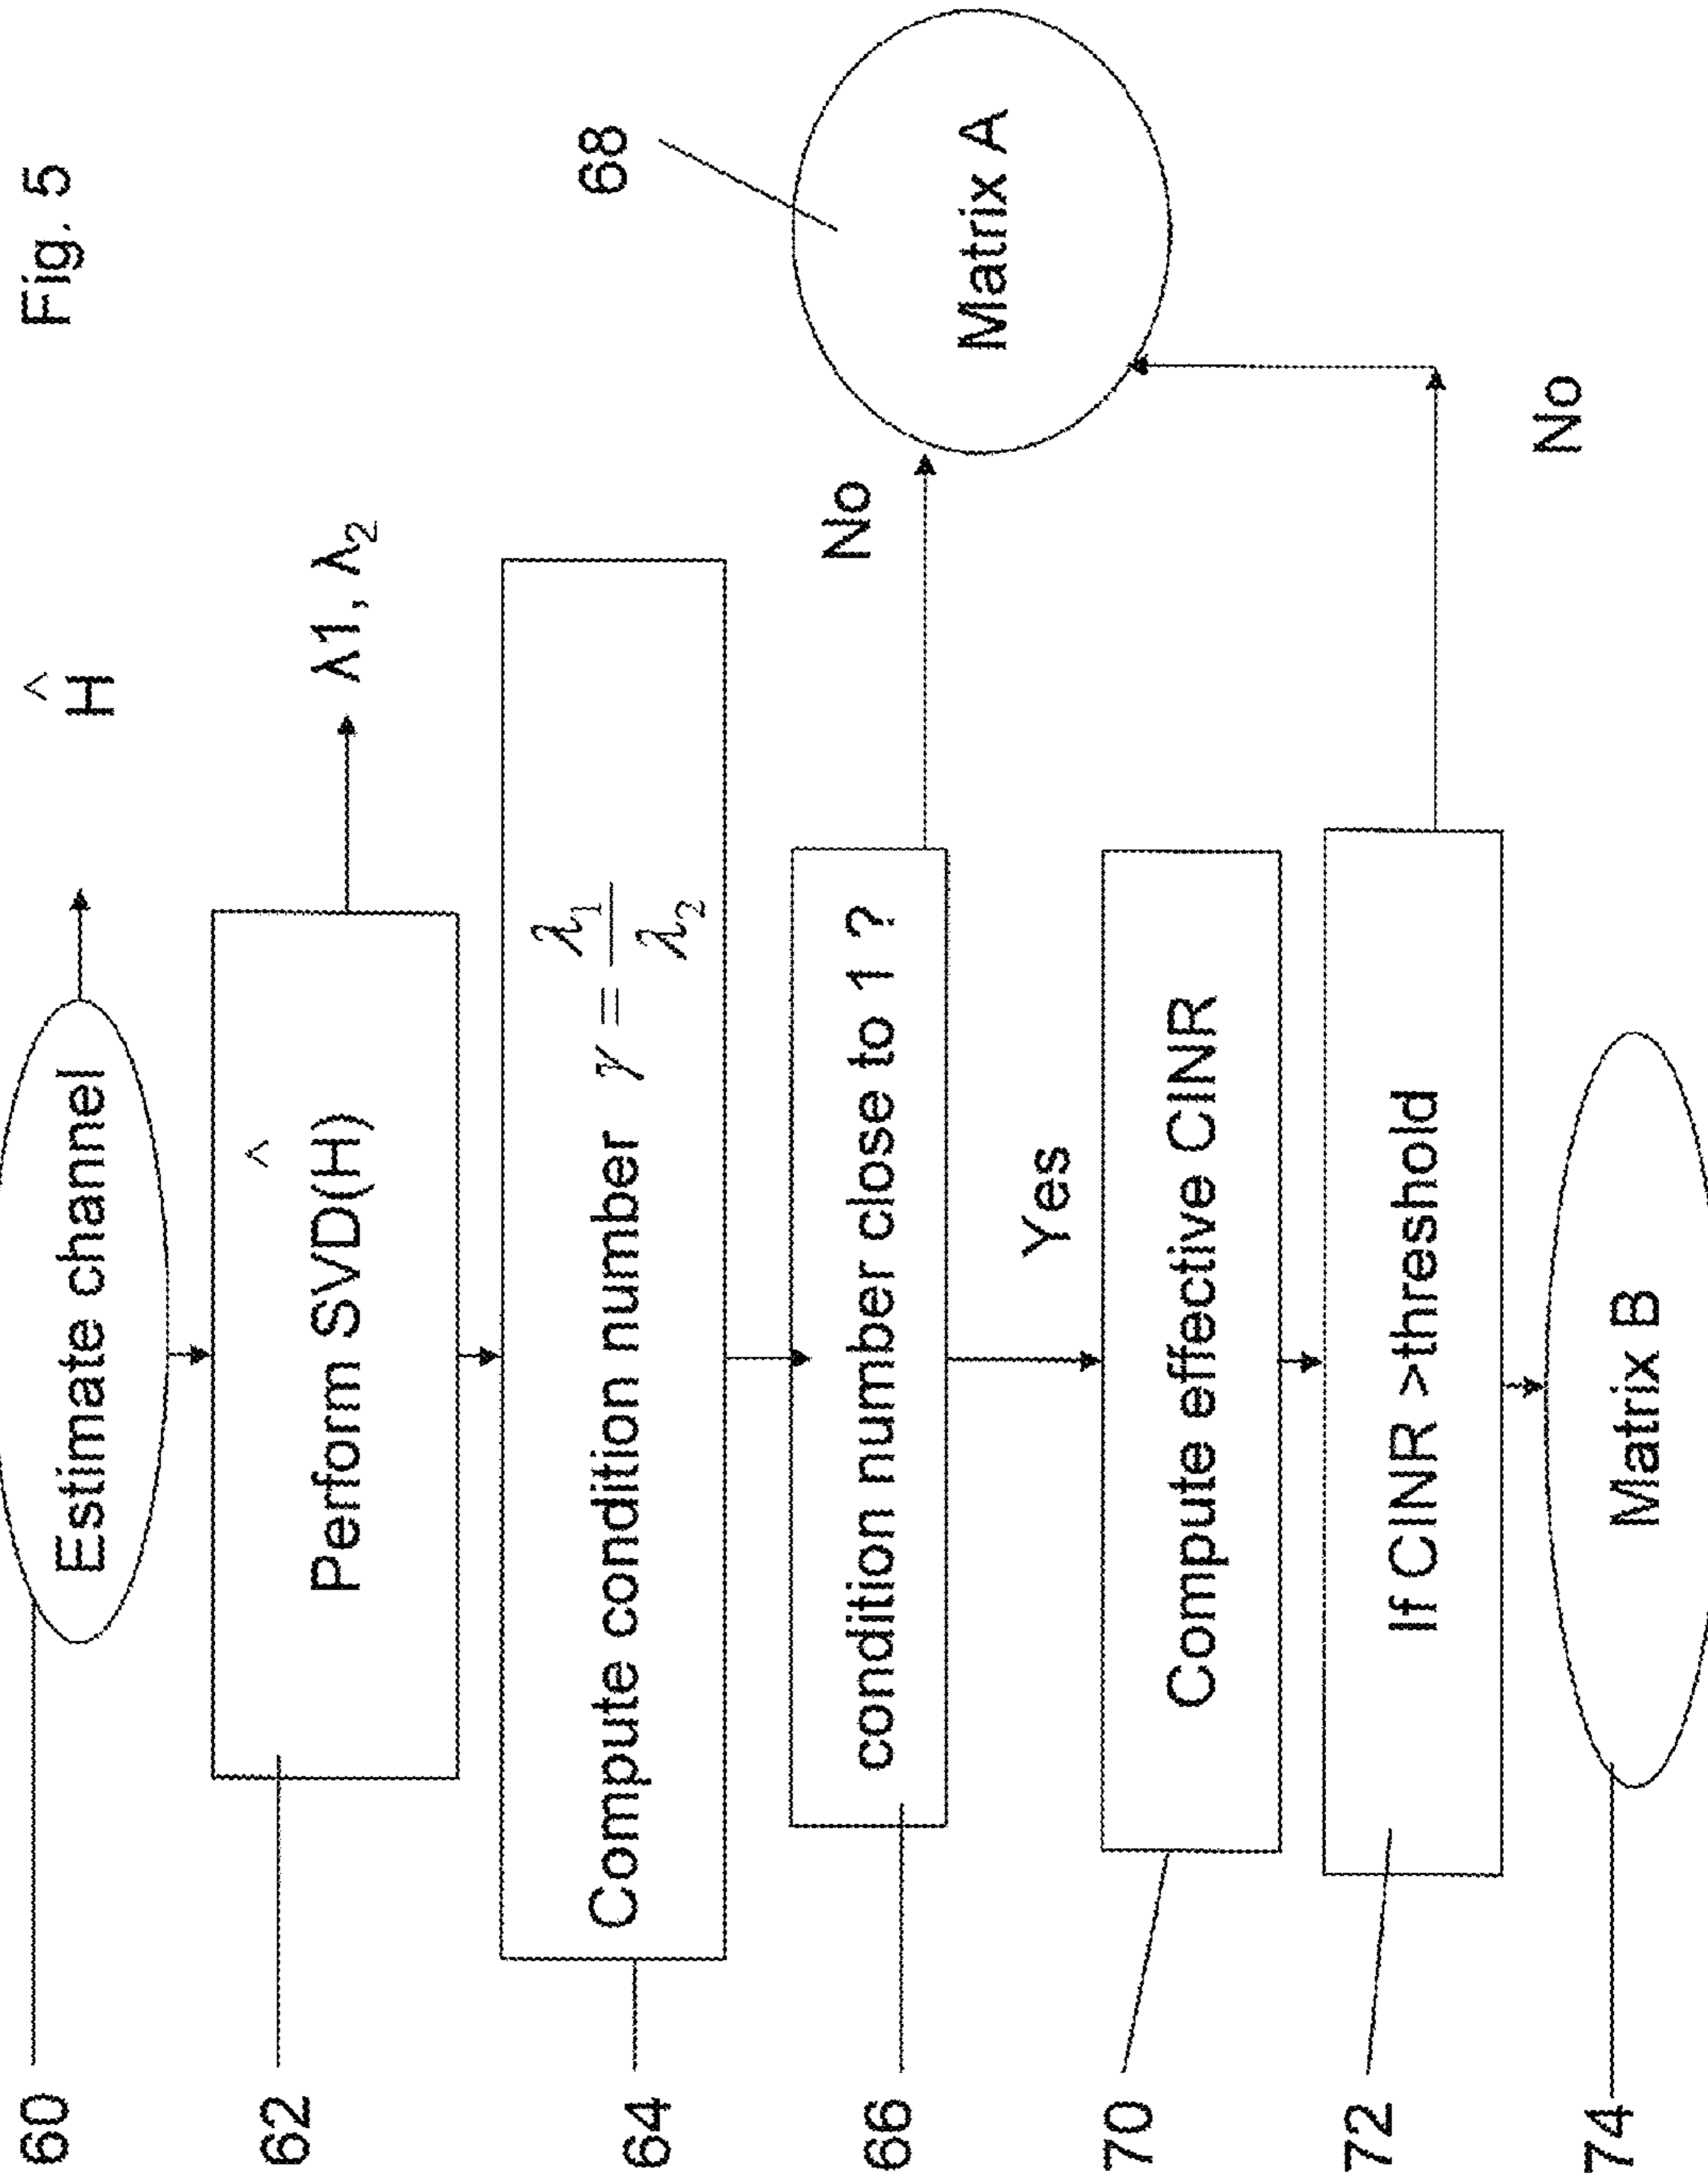 Fig. 5
60
Estimate channel
Ĥ
62
Perform SVD(Ĥ)
λ1, λ₂
64
Compute condition number γ = λ₁/λ₂
66
condition number close to 1 ?
No
68
Matrix A
Yes
70
Compute effective CINR
72
If CINR >threshold
No
74
Matrix B